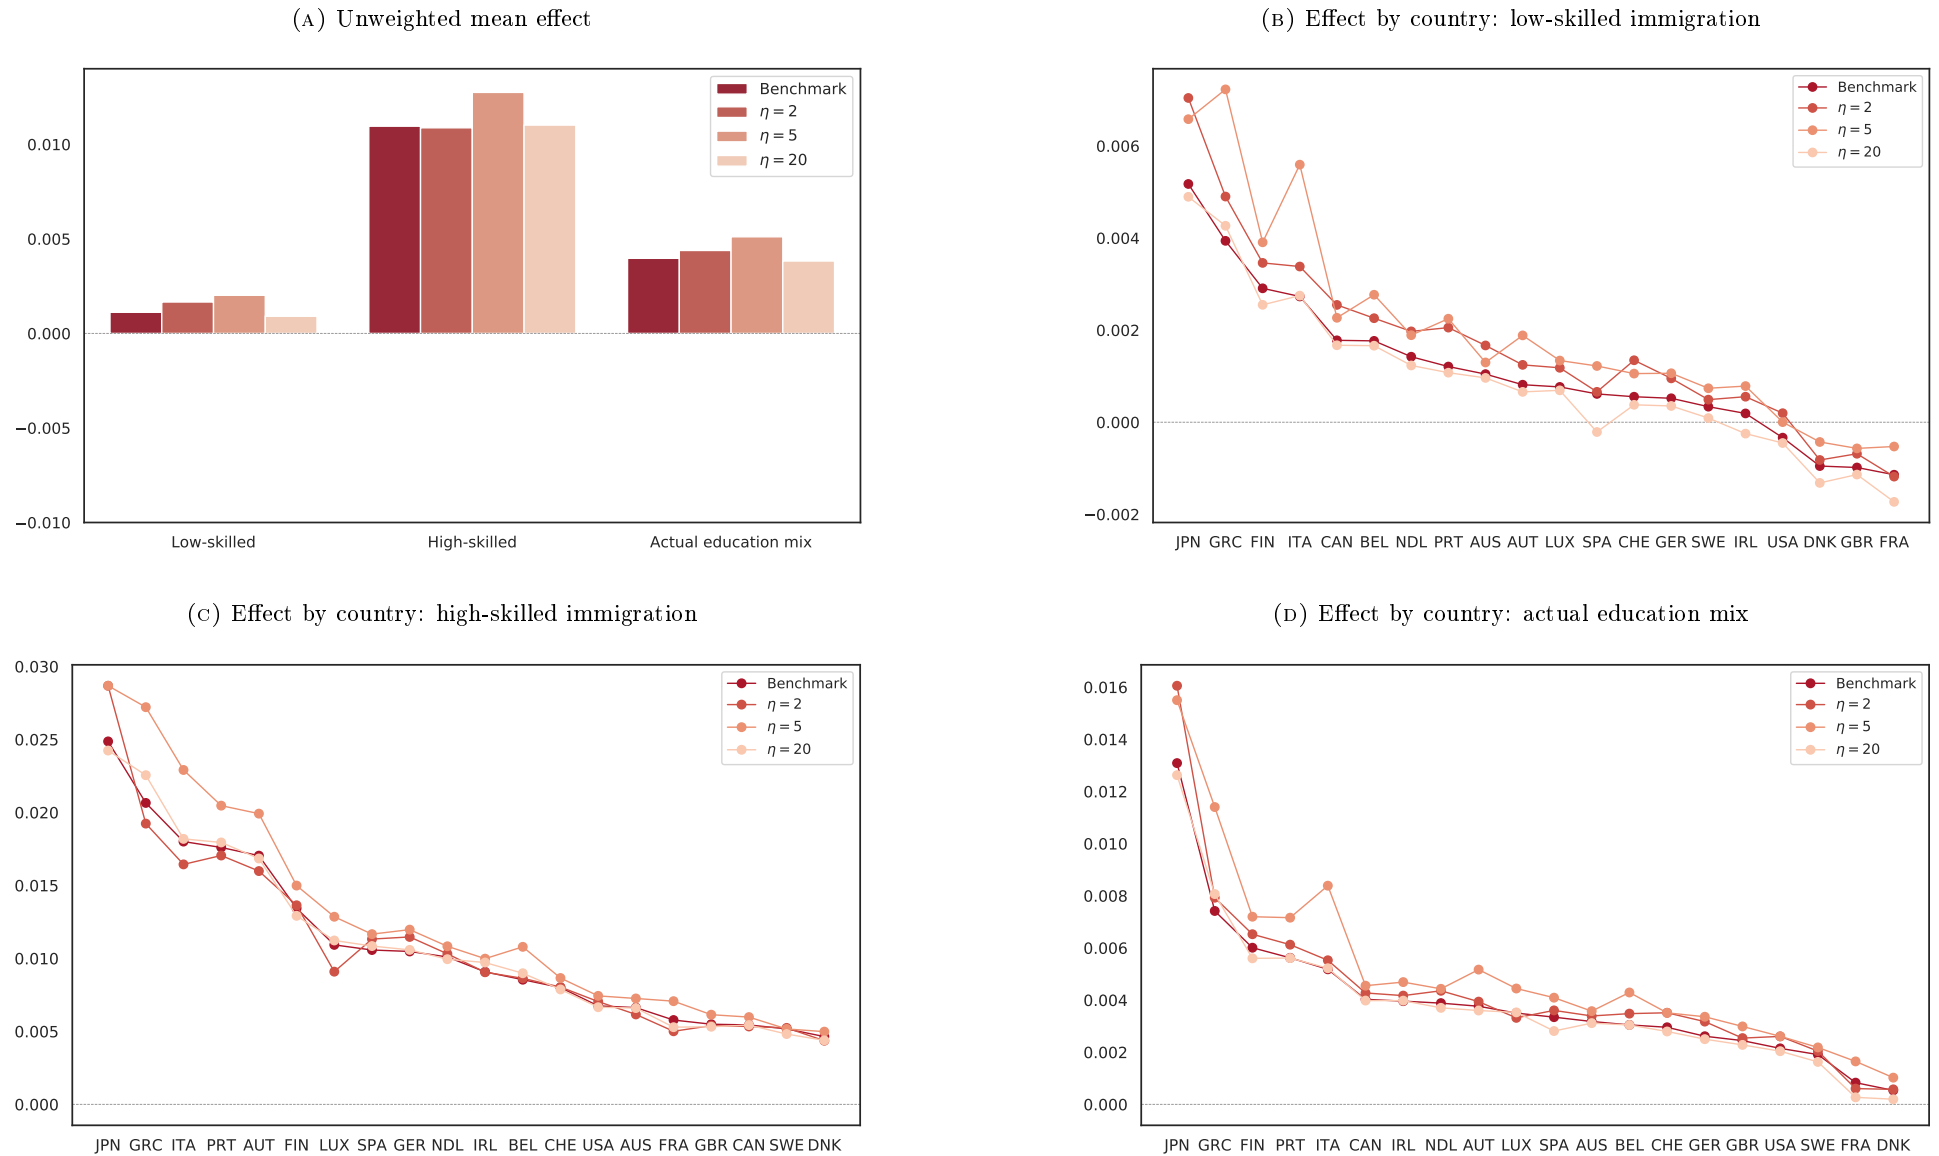 (A) Unweighted mean effect
0.010
0.005
0.000
−0.005
−0.010
Low-skilled High-skilled Actual education mix
Benchmark
η = 2
η = 5
η = 20
(B) Effect by country: low-skilled immigration
0.006
0.004
0.002
0.000
−0.002
JPN GRC FIN ITA CAN BEL NDL PRT AUS AUT LUX SPA CHE GER SWE IRL USA DNK GBR FRA
Benchmark
η = 2
η = 5
η = 20
(C) Effect by country: high-skilled immigration
0.030
0.025
0.020
0.015
0.010
0.005
0.000
JPN GRC ITA PRT AUT FIN LUX SPA GER NDL IRL BEL CHE USA AUS FRA GBR CAN SWE DNK
Benchmark
η = 2
η = 5
η = 20
(D) Effect by country: actual education mix
0.016
0.014
0.012
0.010
0.008
0.006
0.004
0.002
0.000
JPN GRC FIN PRT ITA CAN IRL NDL AUT LUX SPA AUS BEL CHE GER GBR USA SWE FRA DNK
Benchmark
η = 2
η = 5
η = 20